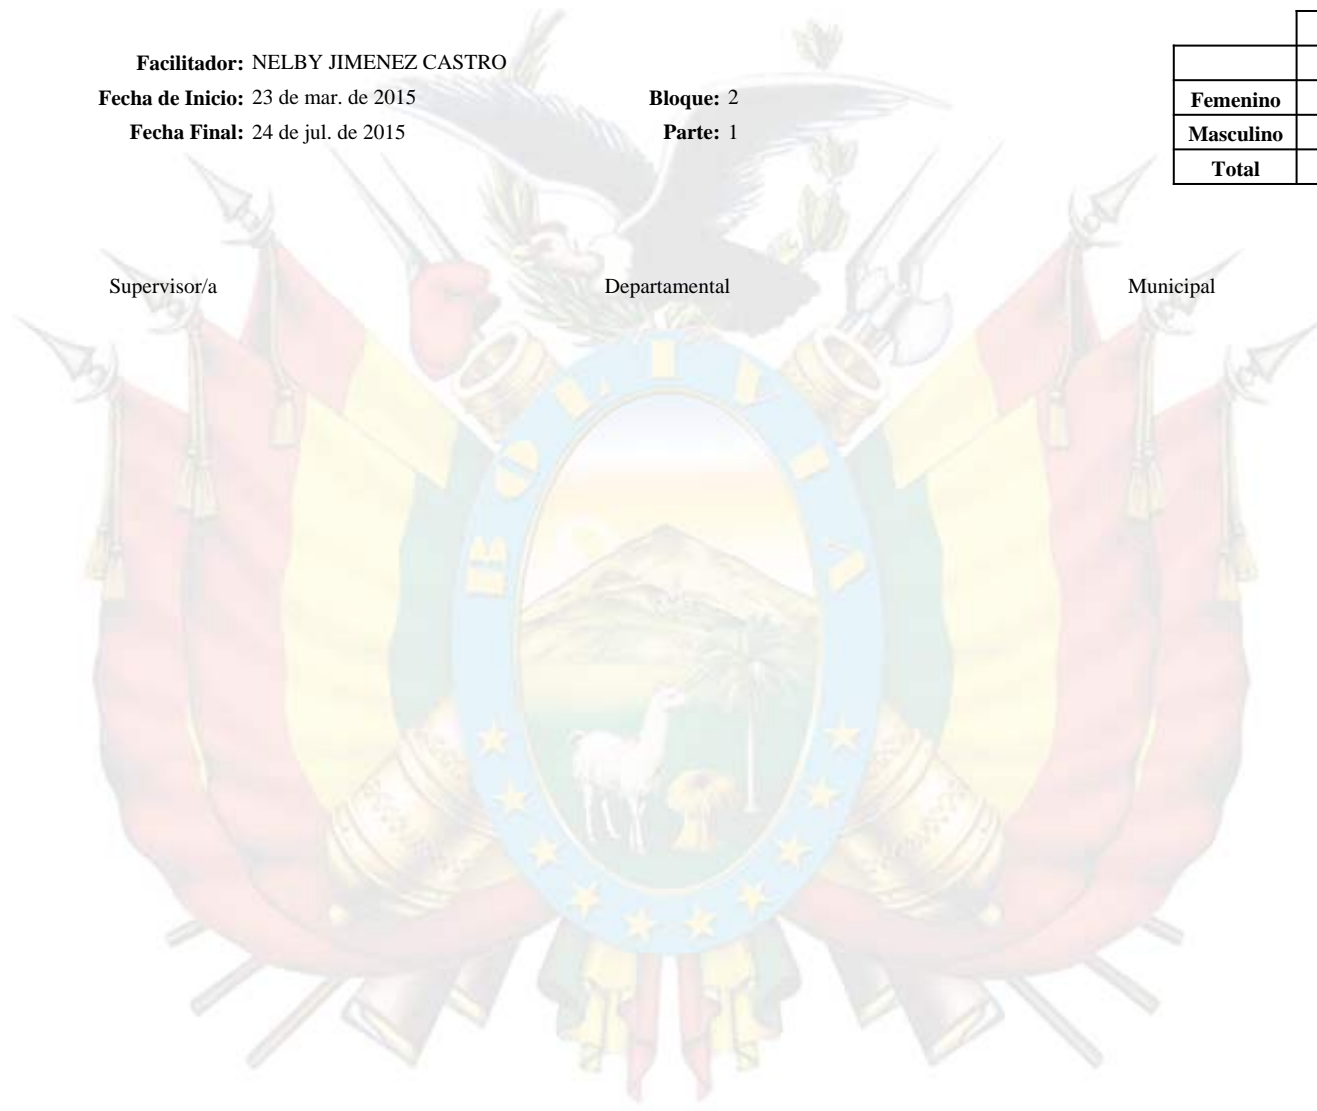 Facilitador: NELBY JIMENEZ CASTRO
Fecha de Inicio: 23 de mar. de 2015 Bloque: 2
Fecha Final: 24 de jul. de 2015 Parte: 1
Femenino
Masculino
Total
Supervisor/a Departamental Municipal
BOLIVIA